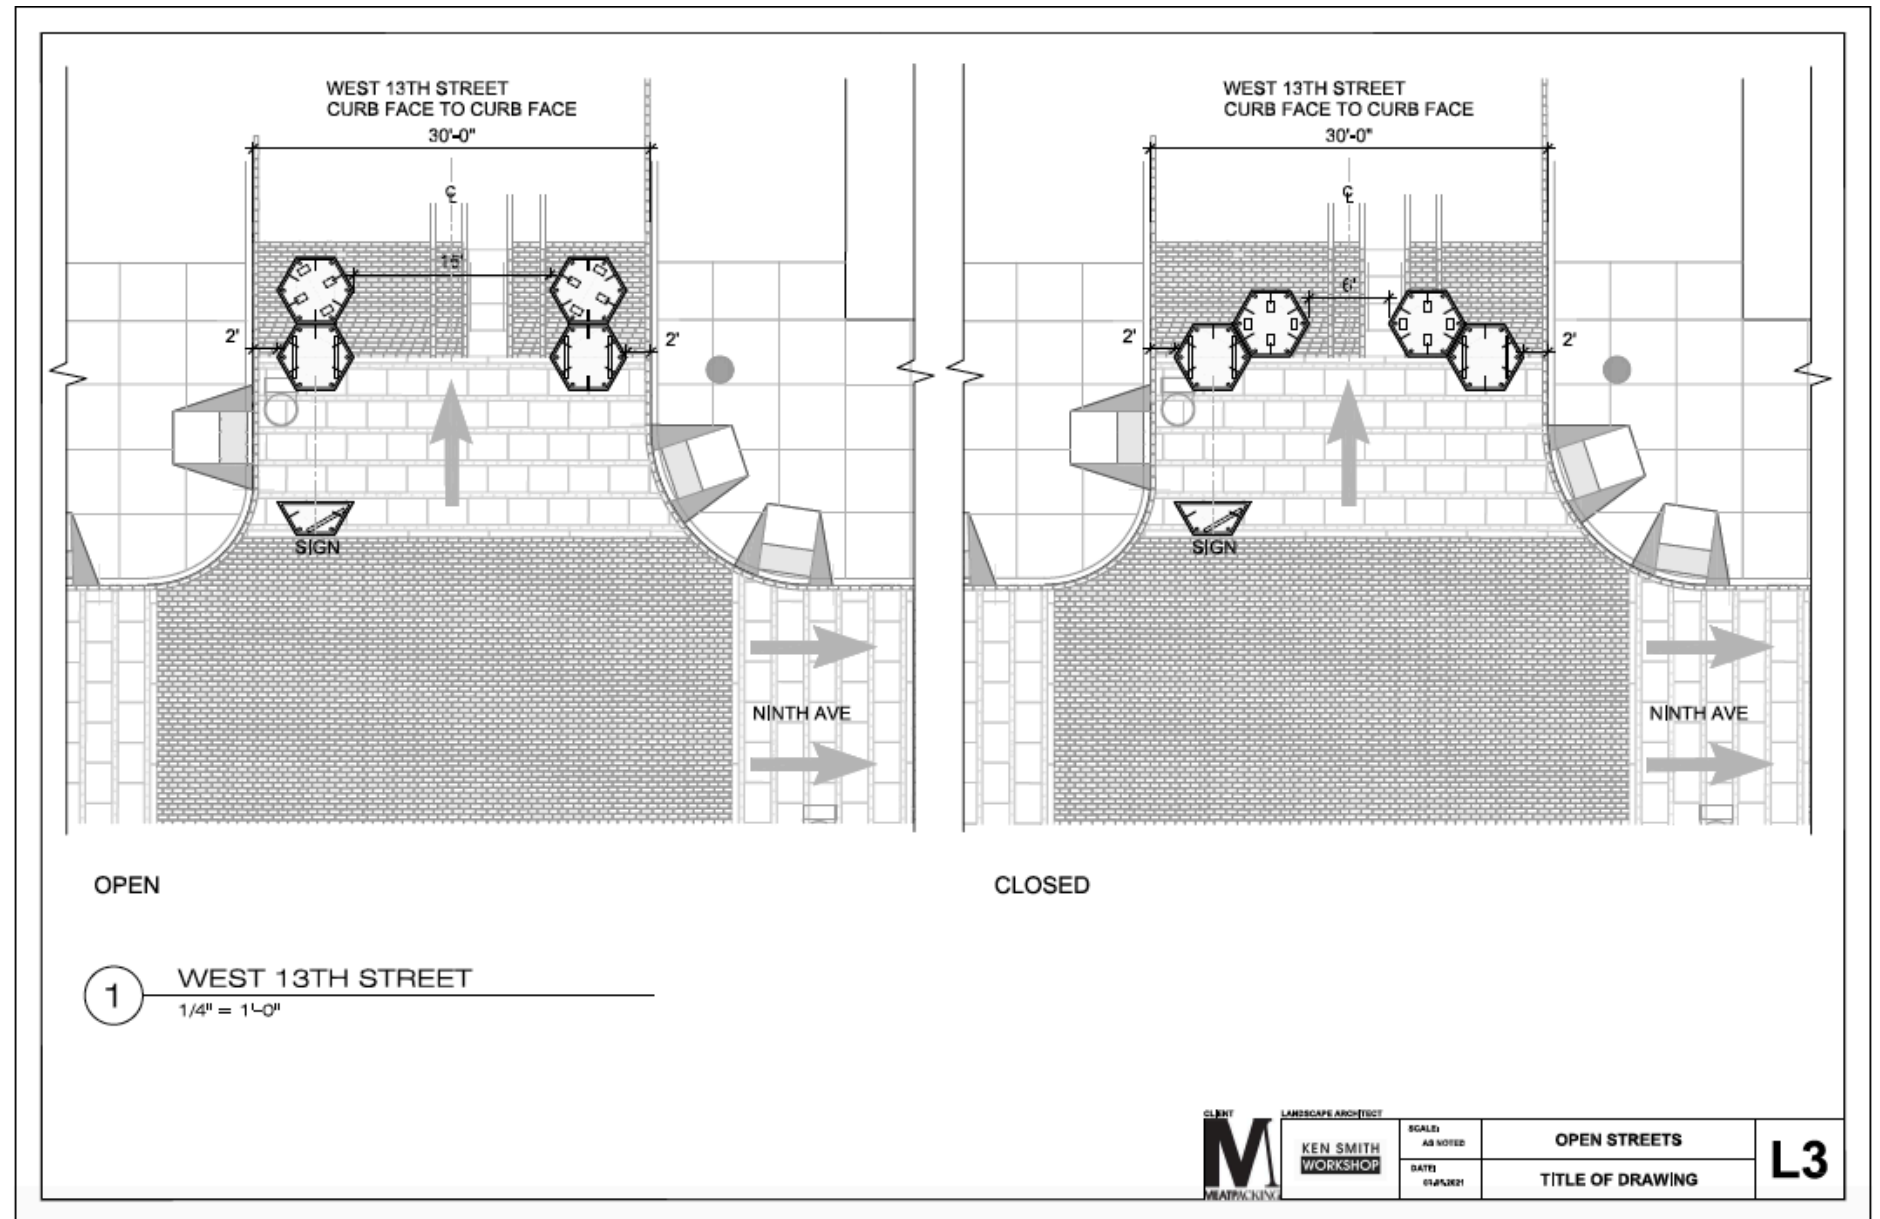 WEST 13TH STREET
CURB FACE TO CURB FACE
30'-0"
℄
15'
2'
2'
SIGN
NINTH AVE
OPEN
WEST 13TH STREET
CURB FACE TO CURB FACE
30'-0"
℄
6'
2'
2'
SIGN
NINTH AVE
CLOSED
1
WEST 13TH STREET
1/4" = 1'-0"
CLIENT
M
MEATPACKING
LANDSCAPE ARCHITECT
KEN SMITH
WORKSHOP
SCALE:
AS NOTED
DATE:
OPEN STREETS
TITLE OF DRAWING
L3